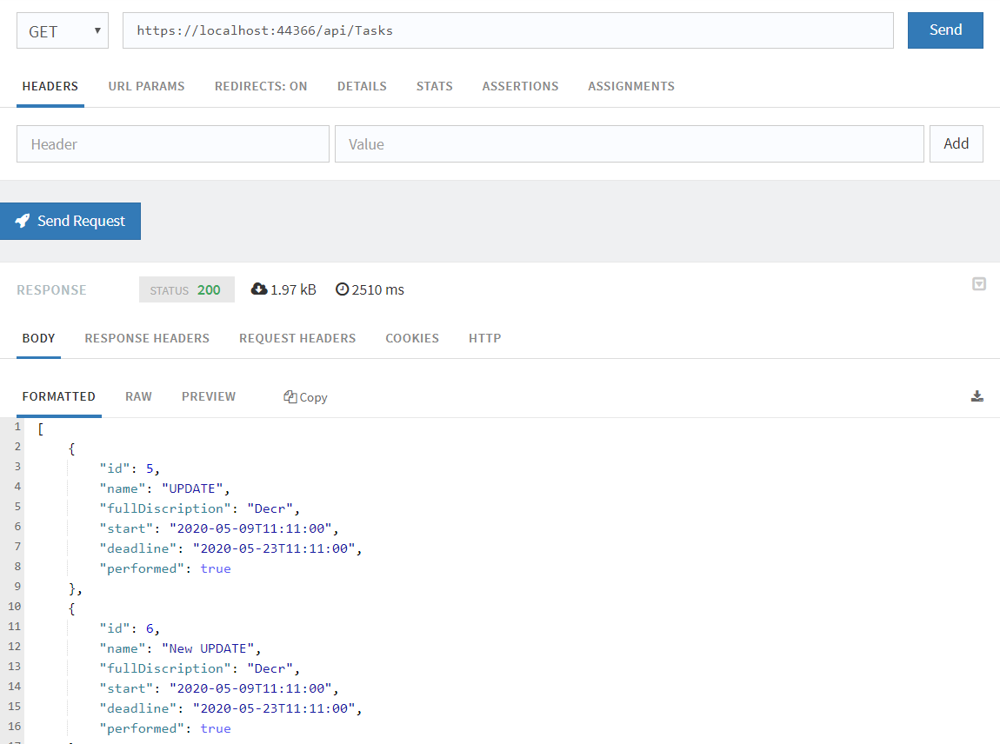 GET https://localhost:44366/api/Tasks Send
HEADERS URL PARAMS REDIRECTS: ON DETAILS STATS ASSERTIONS ASSIGNMENTS
Header Value Add
Send Request
RESPONSE STATUS 200 1.97 kB 2510 ms
BODY RESPONSE HEADERS REQUEST HEADERS COOKIES HTTP
FORMATTED RAW PREVIEW Copy
1 [
2 {
3 "id": 5,
4 "name": "UPDATE",
5 "fullDiscription": "Decr",
6 "start": "2020-05-09T11:11:00",
7 "deadline": "2020-05-23T11:11:00",
8 "performed": true
9 },
10 {
11 "id": 6,
12 "name": "New UPDATE",
13 "fullDiscription": "Decr",
14 "start": "2020-05-09T11:11:00",
15 "deadline": "2020-05-23T11:11:00",
16 "performed": true